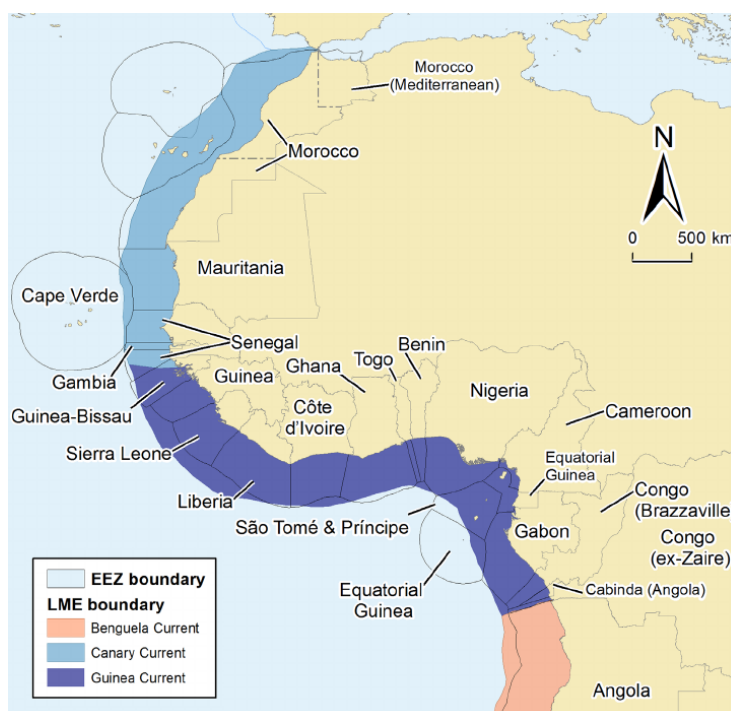 Morocco
(Mediterranean)
Morocco
N
0 500 km
Mauritania
Cape Verde
Senegal
Gambia
Guinea
Ghana
Togo
Benin
Nigeria
Guinea-Bissau
Côte
d'Ivoire
Cameroon
Sierra Leone
Equatorial
Guinea
Congo
(Brazzaville)
Liberia
São Tomé & Príncipe
Gabon
Congo
(ex-Zaire)
Equatorial
Guinea
Cabinda (Angola)
Angola
EEZ boundary
LME boundary
Benguela Current
Canary Current
Guinea Current